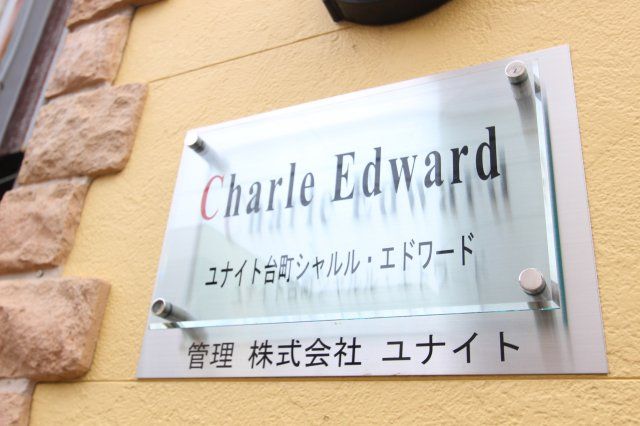 Charle Edward
ユナイト台町シャルル・エドワード
管理 株式会社 ユナイト